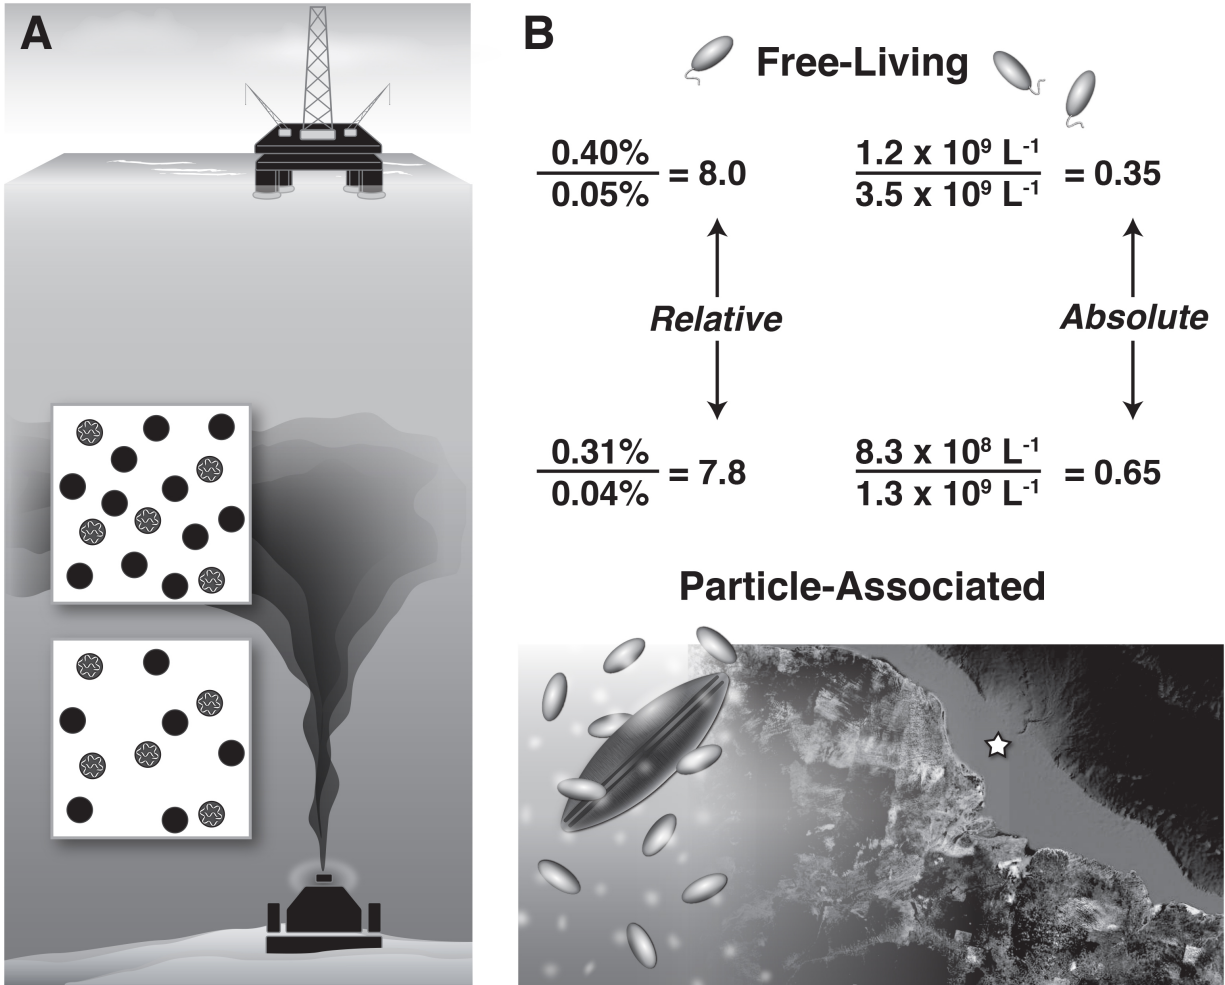 A
B
Free-Living
0.40%
0.05%
= 8.0
1.2 x 10⁹ L⁻¹
3.5 x 10⁹ L⁻¹
= 0.35
Relative
Absolute
0.31%
0.04%
= 7.8
8.3 x 10⁸ L⁻¹
1.3 x 10⁹ L⁻¹
= 0.65
Particle-Associated